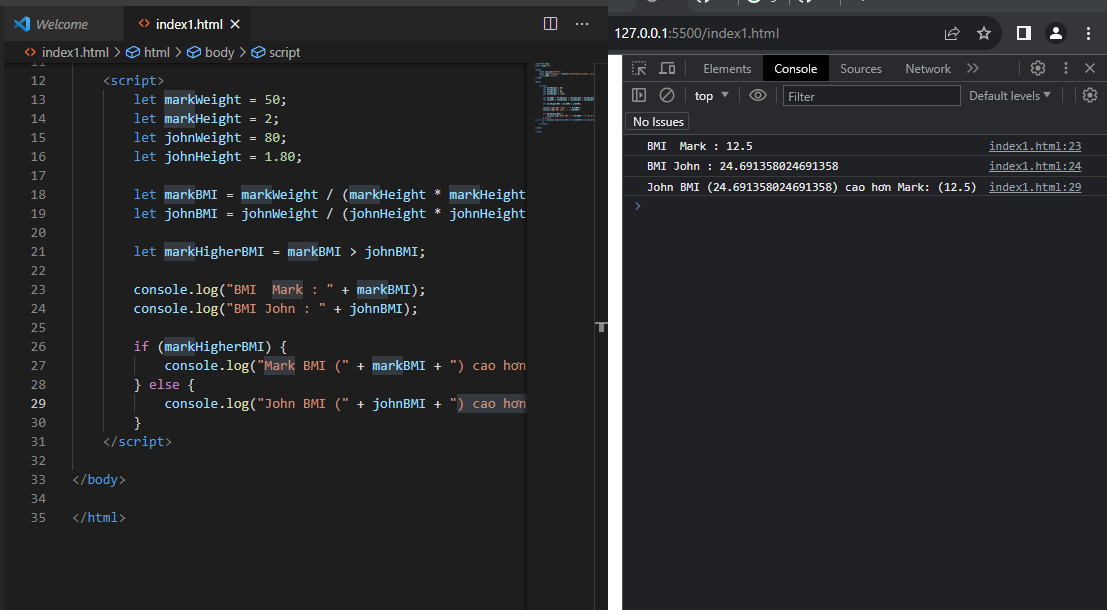 Welcome
index1.html
index1.html > html > body > script
12 <script>
13 let markWeight = 50;
14 let markHeight = 2;
15 let johnWeight = 80;
16 let johnHeight = 1.80;
17
18 let markBMI = markWeight / (markHeight * markHeight
19 let johnBMI = johnWeight / (johnHeight * johnHeight
20
21 let markHigherBMI = markBMI > johnBMI;
22
23 console.log("BMI  Mark : " + markBMI);
24 console.log("BMI John : " + johnBMI);
25
26 if (markHigherBMI) {
27 console.log("Mark BMI (" + markBMI + ") cao hơn
28 } else {
29 console.log("John BMI (" + johnBMI + ") cao hơn
30 }
31 </script>
32
33 </body>
34
35 </html>
127.0.0.1:5500/index1.html
Elements Console Sources Network
top Filter Default levels
No Issues
BMI  Mark : 12.5 index1.html:23
BMI John : 24.691358024691358 index1.html:24
John BMI (24.691358024691358) cao hơn Mark: (12.5) index1.html:29